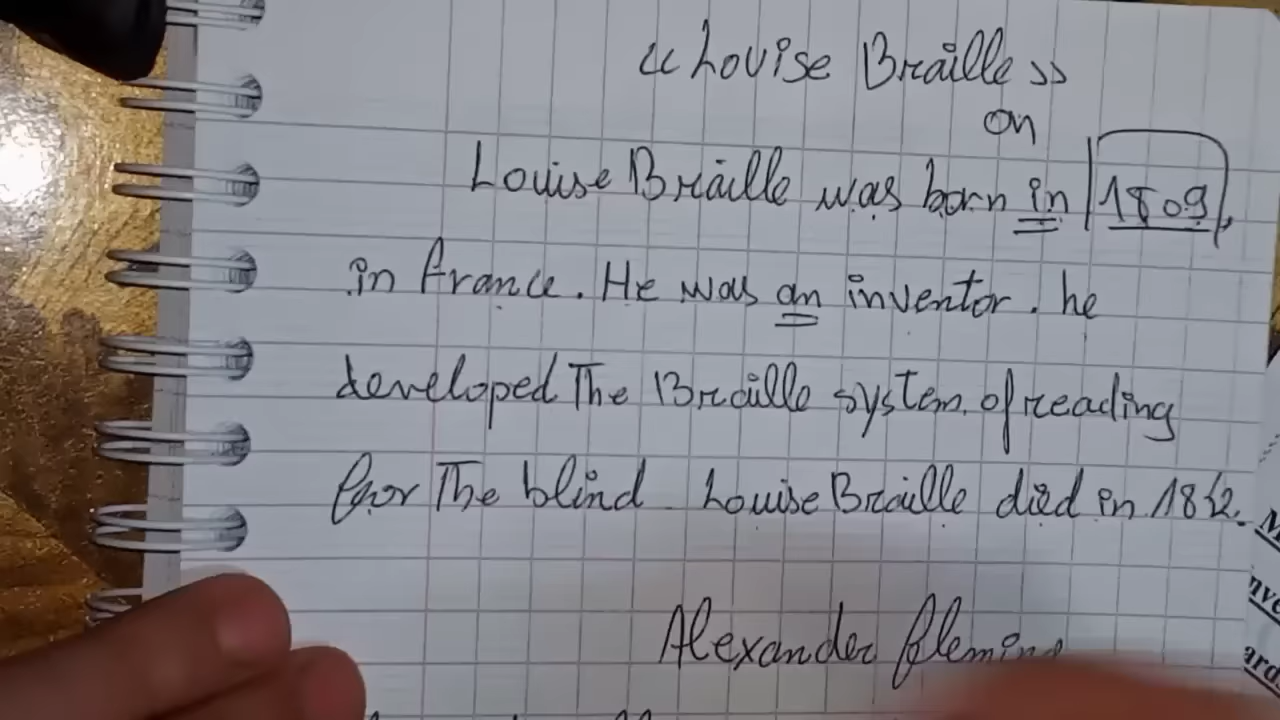 << Louise Braille >>
on
Louise Braille was born in 1809,
in france. He was an inventor. he
developed The Braille system of reading
for The blind. Louise Braille died in 1852.
Alexander fleming